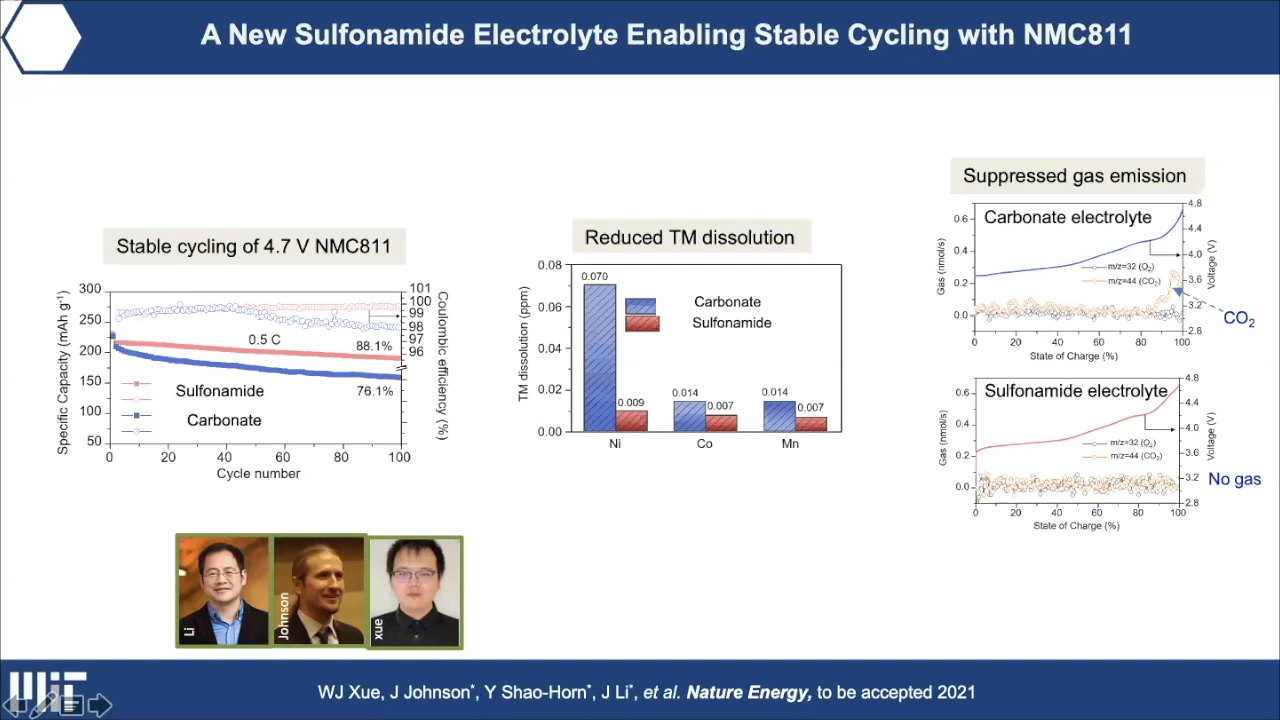 A New Sulfonamide Electrolyte Enabling Stable Cycling with NMC811
Stable cycling of 4.7 V NMC811
300
250
200
150
100
50
101
100
99
98
97
96
0.5 C
88.1%
76.1%
Sulfonamide
Carbonate
0
20
40
60
80
100
Cycle number
Specific Capacity (mAh g⁻¹)
Coulombic efficiency (%)
Reduced TM dissolution
0.08
0.06
0.04
0.02
0.00
0.070
0.009
0.014
0.007
0.014
0.007
Carbonate
Sulfonamide
Ni
Co
Mn
TM dissolution (ppm)
Suppressed gas emission
Carbonate electrolyte
0.6
0.4
0.2
0.0
4.8
4.4
4.0
3.6
3.2
2.8
m/z=32 (O₂)
m/z=44 (CO₂)
Gas (nmol/s)
Voltage (V)
0
20
40
60
80
100
State of Charge (%)
CO₂
Sulfonamide electrolyte
0.6
0.4
0.2
0.0
4.8
4.4
4.0
3.6
3.2
2.8
m/z=32 (O₂)
m/z=44 (CO₂)
Gas (nmol/s)
Voltage (V)
0
20
40
60
80
100
State of Charge (%)
No gas
Li
Johnson
xue
MIT
WJ Xue, J Johnson*, Y Shao-Horn*, J Li*, et al. Nature Energy, to be accepted 2021